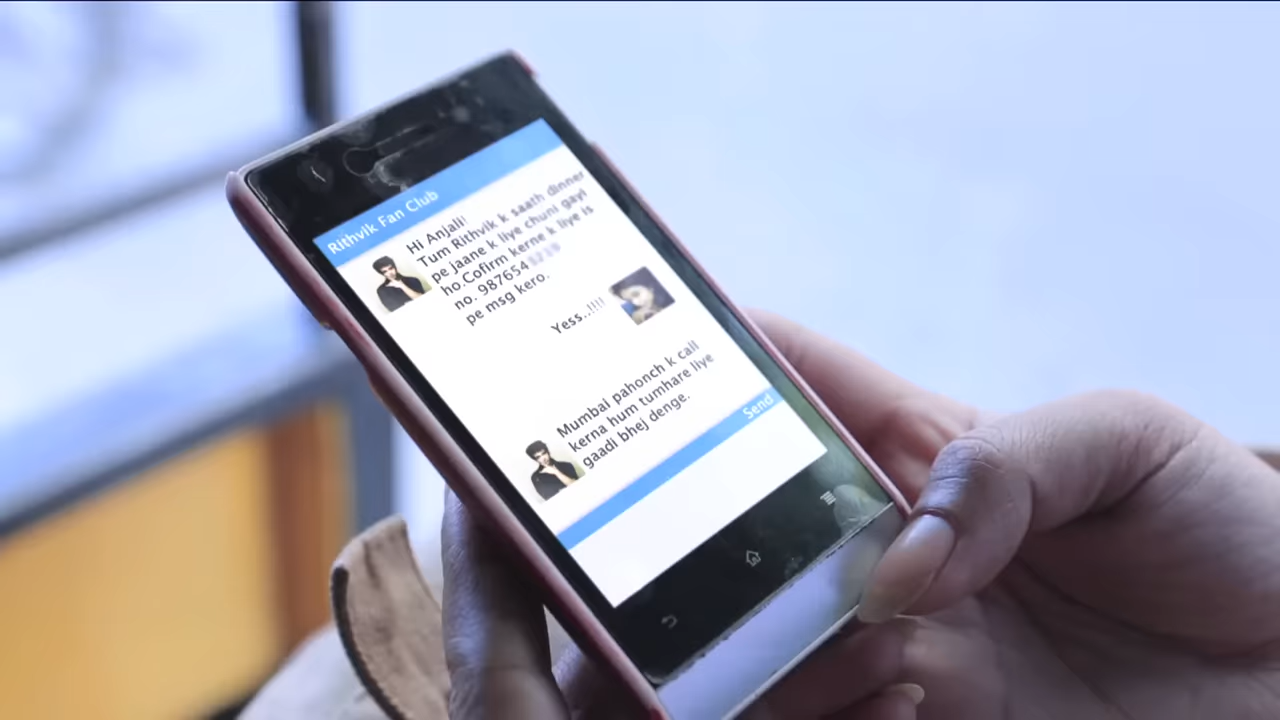 Rithvik Fan Club
Hi Anjali!
Tum Rithvik k saath dinner
pe jaane k liye chuni gayi
ho.Cofirm kerne k liye is
no. 987654
pe msg kero.
Yess..!!!!
Mumbai pahonch k call
kerna hum tumhare liye
gaadi bhej denge.
Send